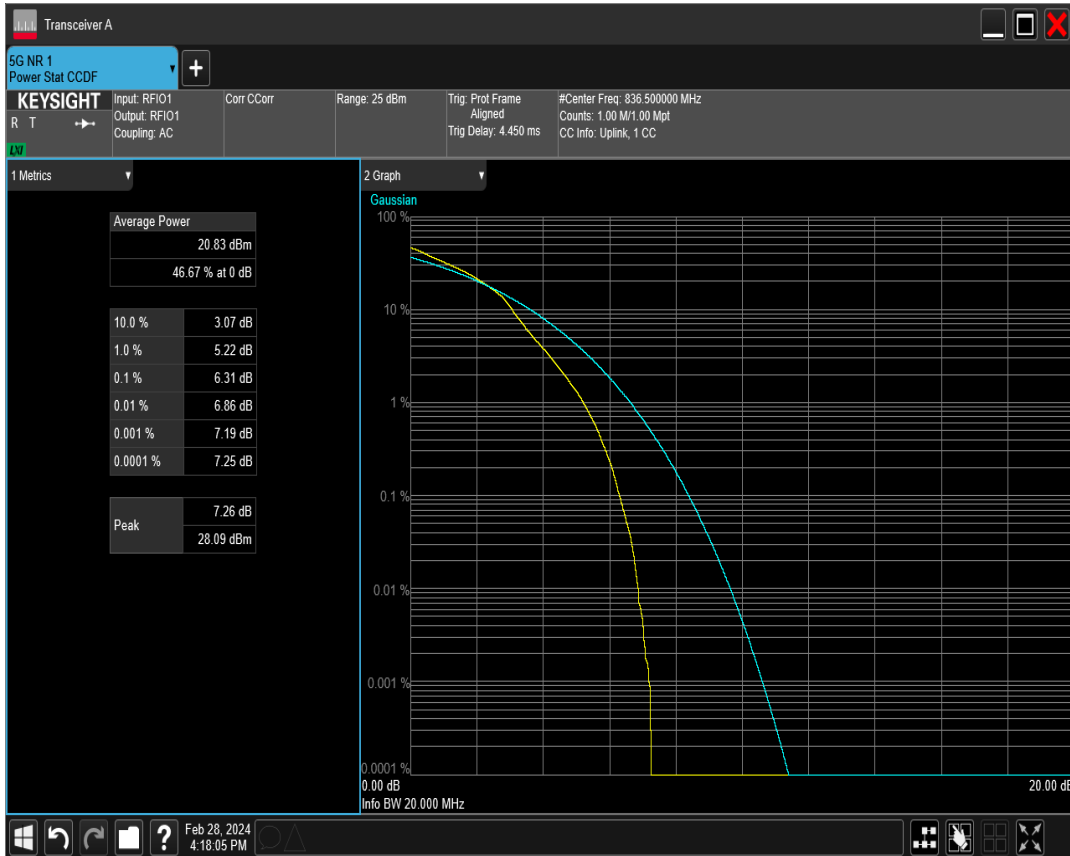 Transceiver A
5G NR 1
Power Stat CCDF
+
KEYSIGHT
R T
LXI
Input: RFIO1
Output: RFIO1
Coupling: AC
Corr CCorr
Range: 25 dBm
Trig: Prot Frame
Aligned
Trig Delay: 4.450 ms
#Center Freq: 836.500000 MHz
Counts: 1.00 M/1.00 Mpt
CC Info: Uplink, 1 CC
1 Metrics
Average Power
20.83 dBm
46.67 % at 0 dB
10.0 % 3.07 dB
1.0 % 5.22 dB
0.1 % 6.31 dB
0.01 % 6.86 dB
0.001 % 7.19 dB
0.0001 % 7.25 dB
Peak
7.26 dB
28.09 dBm
2 Graph
Gaussian
100 %
10 %
1 %
0.1 %
0.01 %
0.001 %
0.0001 %
0.00 dB 20.00 dB
Info BW 20.000 MHz
?
Feb 28, 2024
4:18:05 PM